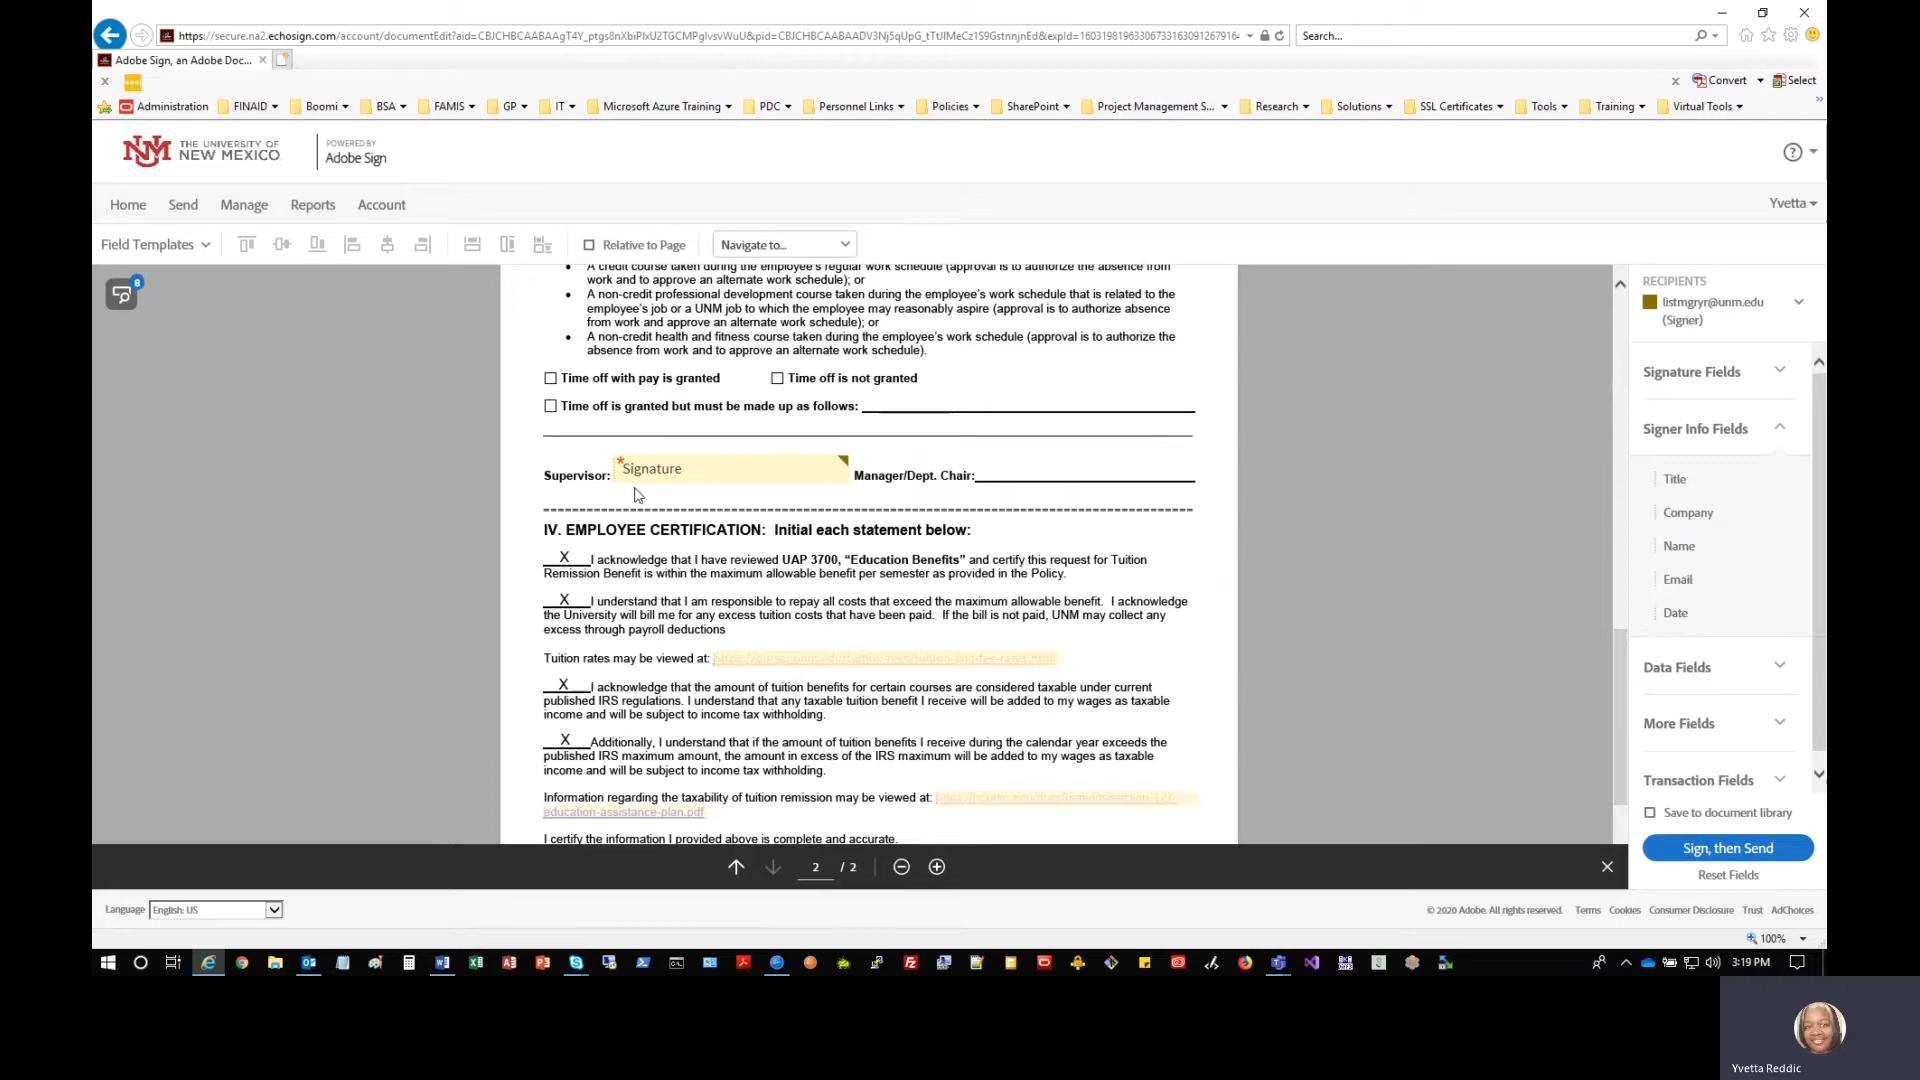 https://secure.na2.echosign.com/account/documentEdit?aid=
Search...
Adobe Sign, an Adobe Doc...
Convert
Select
Administration FINAID Boomi BSA FAMIS GP IT Microsoft Azure Training PDC Personnel Links Policies SharePoint Project Management S... Research Solutions SSL Certificates Tools Training Virtual Tools
NM THE UNIVERSITY OF
NEW MEXICO
POWERED BY
Adobe Sign
Home Send Manage Reports Account
Yvetta
Field Templates
Relative to Page
Navigate to...
8
A credit course taken during the employee's regular work schedule (approval is to authorize the absence from
work and to approve an alternate work schedule); or
A non-credit professional development course taken during the employee's work schedule that is related to the
employee's job or a UNM job to which the employee may reasonably aspire (approval is to authorize absence
from work and approve an alternate work schedule); or
A non-credit health and fitness course taken during the employee's work schedule (approval is to authorize the
absence from work and to approve an alternate work schedule).
Time off with pay is granted Time off is not granted
Time off is granted but must be made up as follows:
Supervisor: *Signature Manager/Dept. Chair:
IV. EMPLOYEE CERTIFICATION: Initial each statement below:
X I acknowledge that I have reviewed UAP 3700, “Education Benefits” and certify this request for Tuition
Remission Benefit is within the maximum allowable benefit per semester as provided in the Policy.
X I understand that I am responsible to repay all costs that exceed the maximum allowable benefit. I acknowledge
the University will bill me for any excess tuition costs that have been paid. If the bill is not paid, UNM may collect any
excess through payroll deductions
Tuition rates may be viewed at:
X I acknowledge that the amount of tuition benefits for certain courses are considered taxable under current
published IRS regulations. I understand that any taxable tuition benefit I receive will be added to my wages as taxable
income and will be subject to income tax withholding.
X Additionally, I understand that if the amount of tuition benefits I receive during the calendar year exceeds the
published IRS maximum amount, the amount in excess of the IRS maximum will be added to my wages as taxable
income and will be subject to income tax withholding.
Information regarding the taxability of tuition remission may be viewed at:
education-assistance-plan.pdf
I certify the information I provided above is complete and accurate.
2 / 2
RECIPIENTS
listmgryr@unm.edu
(Signer)
Signature Fields
Signer Info Fields
Title
Company
Name
Email
Date
Data Fields
More Fields
Transaction Fields
Save to document library
Sign, then Send
Reset Fields
Language English: US
© 2020 Adobe. All rights reserved. Terms Cookies Consumer Disclosure Trust AdChoices
100%
3:19 PM
Yvetta Reddic